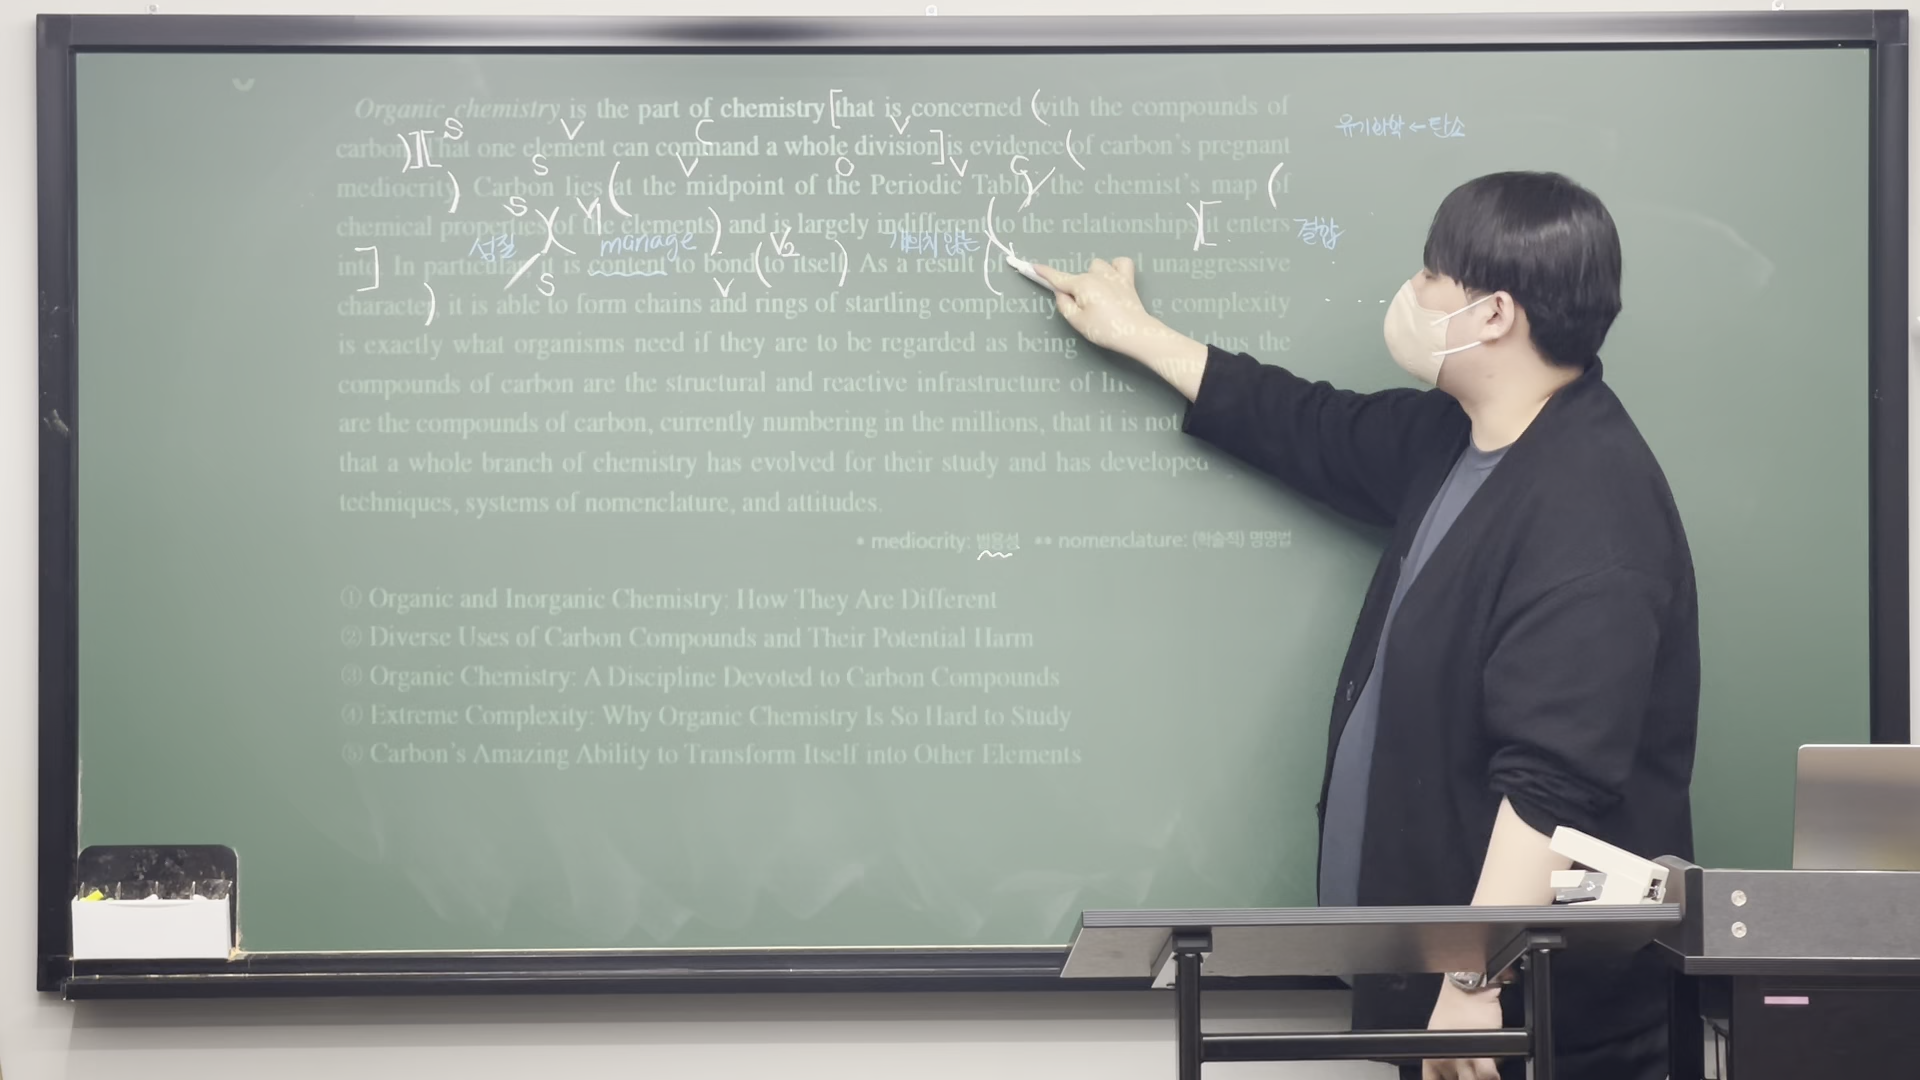 Organic chemistry is the part of chemistry [that is concerned (with the compounds of
carbon)][That one element can command a whole division] is evidence (of carbon's pregnant
mediocrity). Carbon lies (at the midpoint of the Periodic Table, the chemist's map (of
chemical properties)(of the elements), and is largely indifferent (to the relationships)[it enters
into]. In particular, it is content to bond (to itself). As a result (of its mild unaggressive
character), it is able to form chains and rings of startling complexity complexity
is exactly what organisms need if they are to be regarded as being thus the
compounds of carbon are the structural and reactive infrastructure of life
are the compounds of carbon, currently numbering in the millions, that it is not
that a whole branch of chemistry has evolved for their study and has developed
techniques, systems of nomenclature, and attitudes.
* mediocrity: 범용성 ** nomenclature: (학술적) 명명법
① Organic and Inorganic Chemistry: How They Are Different
② Diverse Uses of Carbon Compounds and Their Potential Harm
③ Organic Chemistry: A Discipline Devoted to Carbon Compounds
④ Extreme Complexity: Why Organic Chemistry Is So Hard to Study
⑤ Carbon's Amazing Ability to Transform Itself into Other Elements
유기화학 ← 탄소
S V C V
S V O V C
S V1
성질 manage V2 개의치 않는 결합
S V